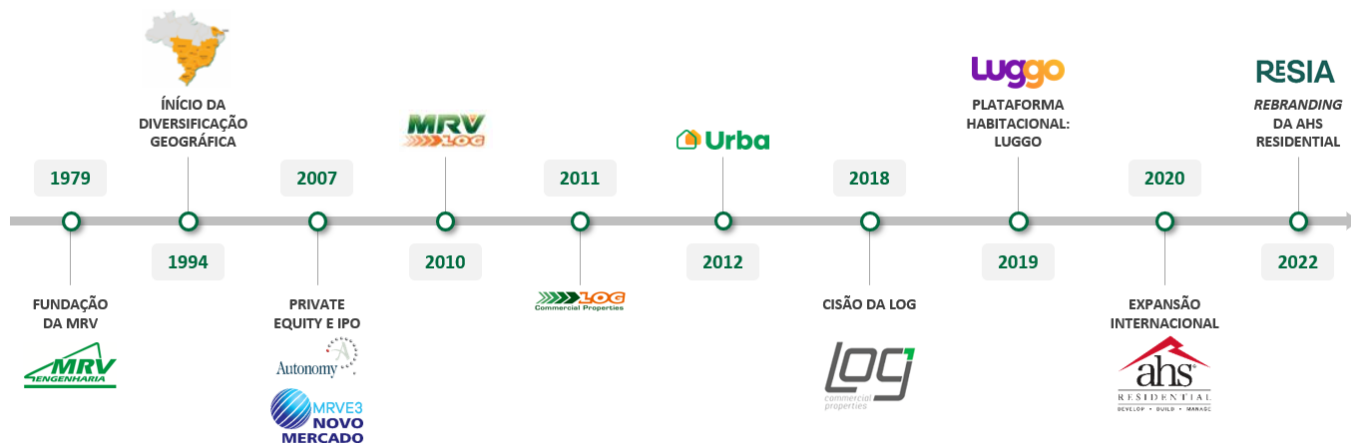 1979
FUNDAÇÃO
DA MRV
MRV
ENGENHARIA
ÍNÍCIO DA
DIVERSIFICAÇÃO
GEOGRÁFICA
1994
2007
PRIVATE
EQUITY E IPO
Autonomy
MRVE3
NOVO
MERCADO
MRV
LOG
2010
2011
LOG
Commercial Properties
Urba
2012
2018
CISÃO DA LOG
Log
commercial
properties
Luggo
PLATAFORMA
HABITACIONAL:
LUGGO
2019
2020
EXPANSÃO
INTERNACIONAL
ahs
RESIDENTIAL
DEVELOP • BUILD • MANAGE
RESIA
REBRANDING
DA AHS
RESIDENTIAL
2022